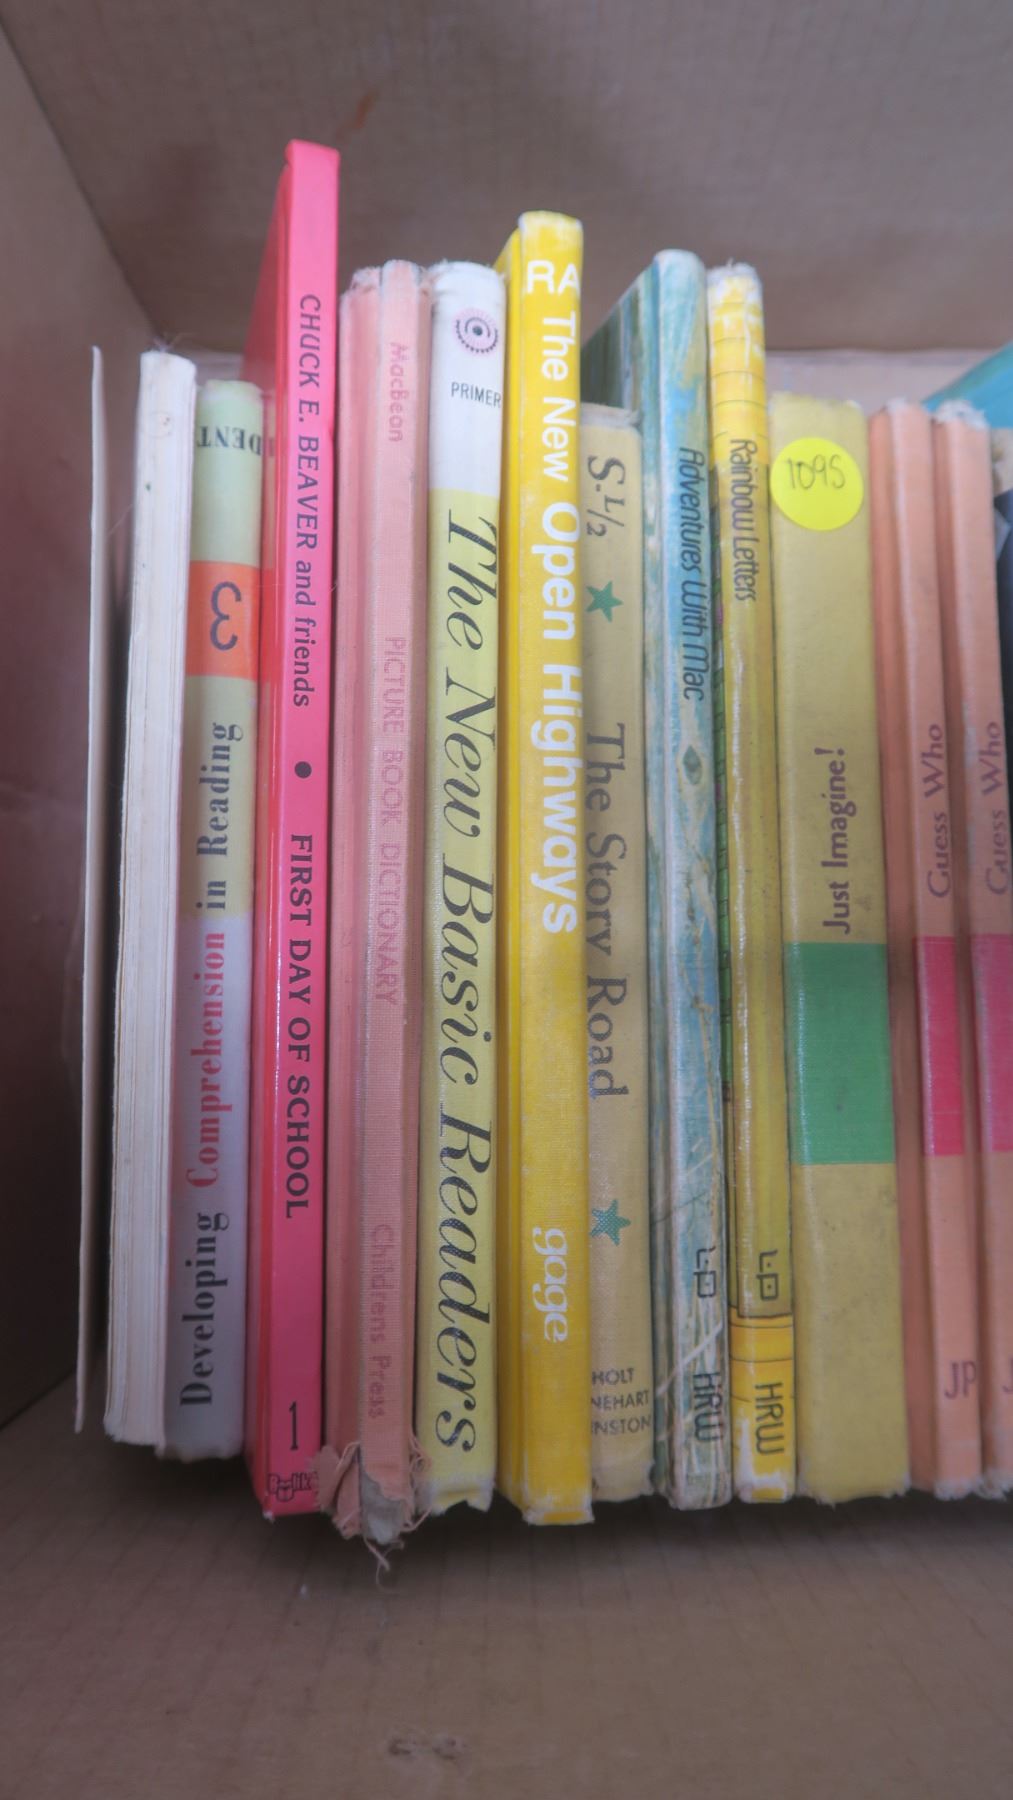 DENT
3
Developing Comprehension in Reading
CHUCK E. BEAVER and friends • FIRST DAY OF SCHOOL
1
MacBean
PICTURE BOOK DICTIONARY
Childrens Press
PRIMER
The New Basic Readers
RA
The New Open Highways
gage
S-1/2
The Story Road
HOLT
Adventures With Mac
HRW
Rainbow Letters
HRW
1095
Just Imagine!
Guess Who
JP
Guess Who